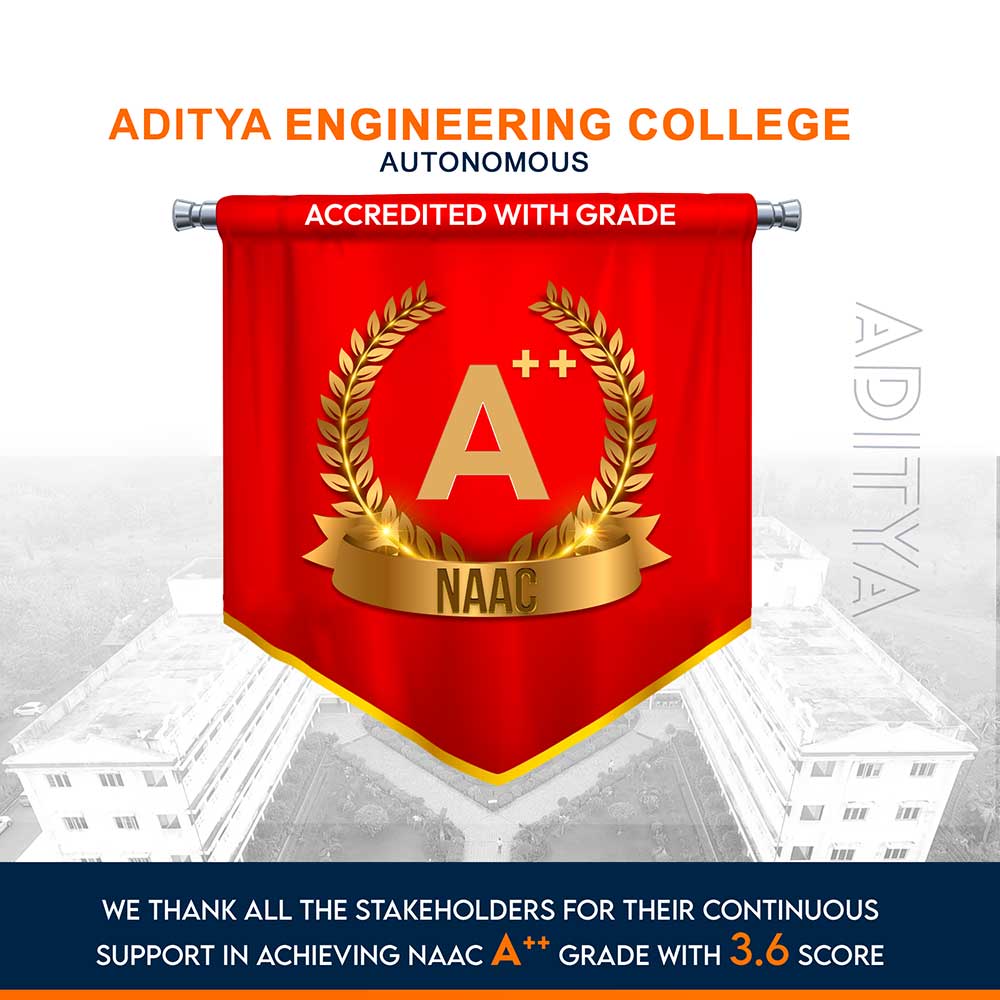 ADITYA ENGINEERING COLLEGE
AUTONOMOUS
ACCREDITED WITH GRADE
A++
NAAC
ADITYA
WE THANK ALL THE STAKEHOLDERS FOR THEIR CONTINUOUS
SUPPORT IN ACHIEVING NAAC A++ GRADE WITH 3.6 SCORE